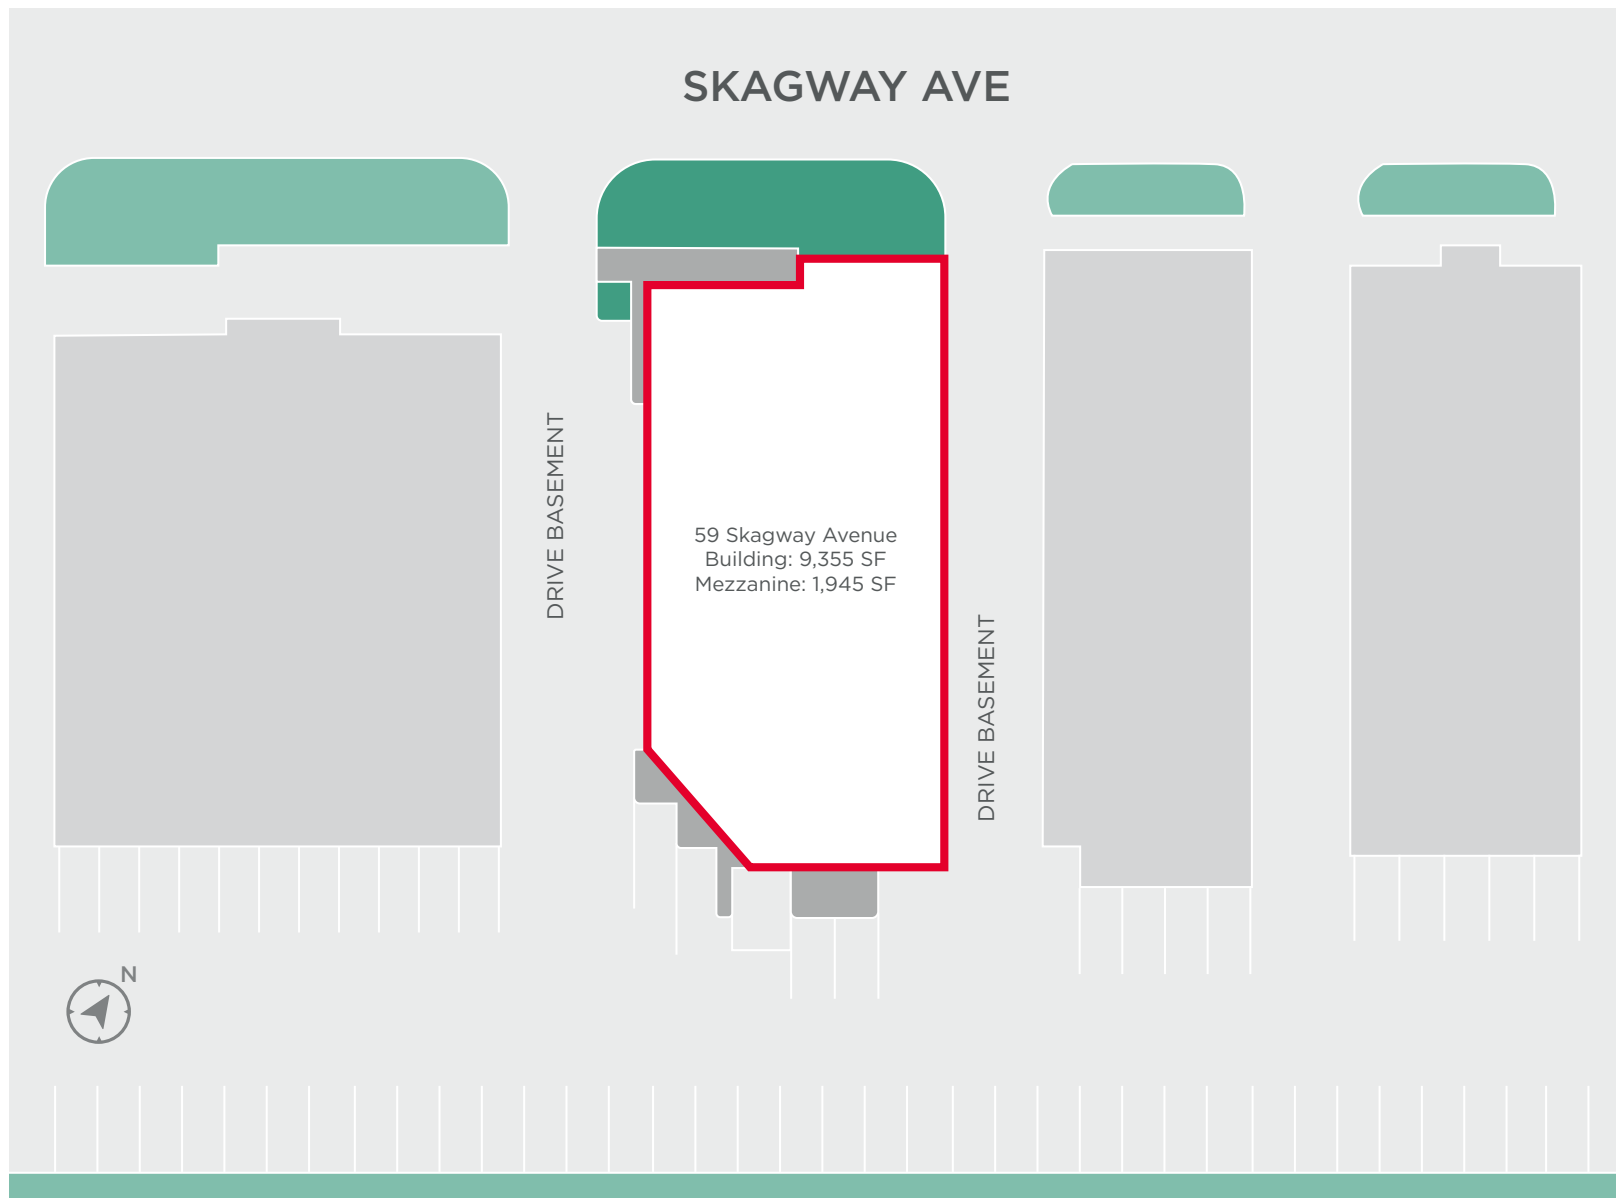 SKAGWAY AVE
DRIVE BASEMENT
59 Skagway Avenue
Building: 9,355 SF
Mezzanine: 1,945 SF
DRIVE BASEMENT
N